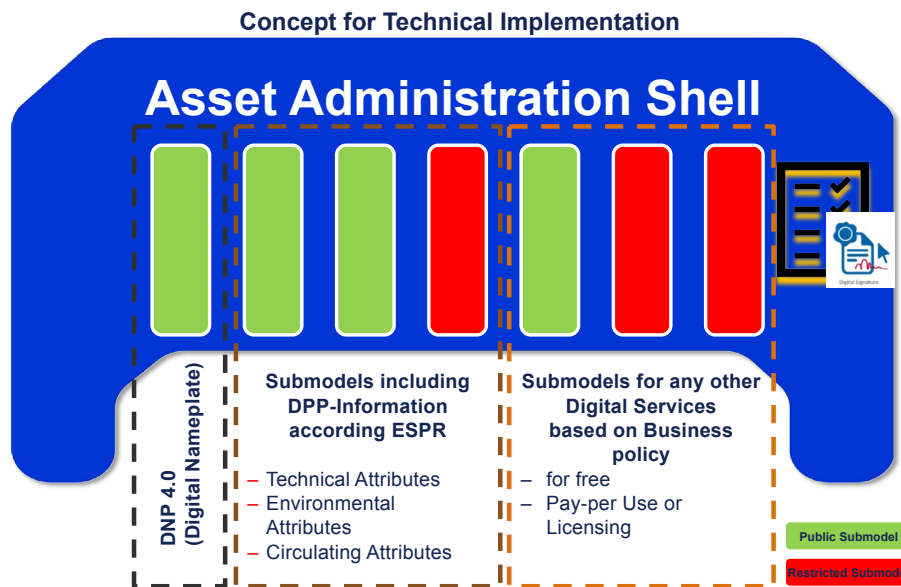 Concept for Technical Implementation
Asset Administration Shell
Digital Signature
DNP 4.0
(Digital Nameplate)
Submodels including
DPP-Information
according ESPR
– Technical Attributes
– Environmental
Attributes
– Circulating Attributes
Submodels for any other
Digital Services
based on Business
policy
– for free
– Pay-per Use or
Licensing
Public Submodel
Restricted Submode